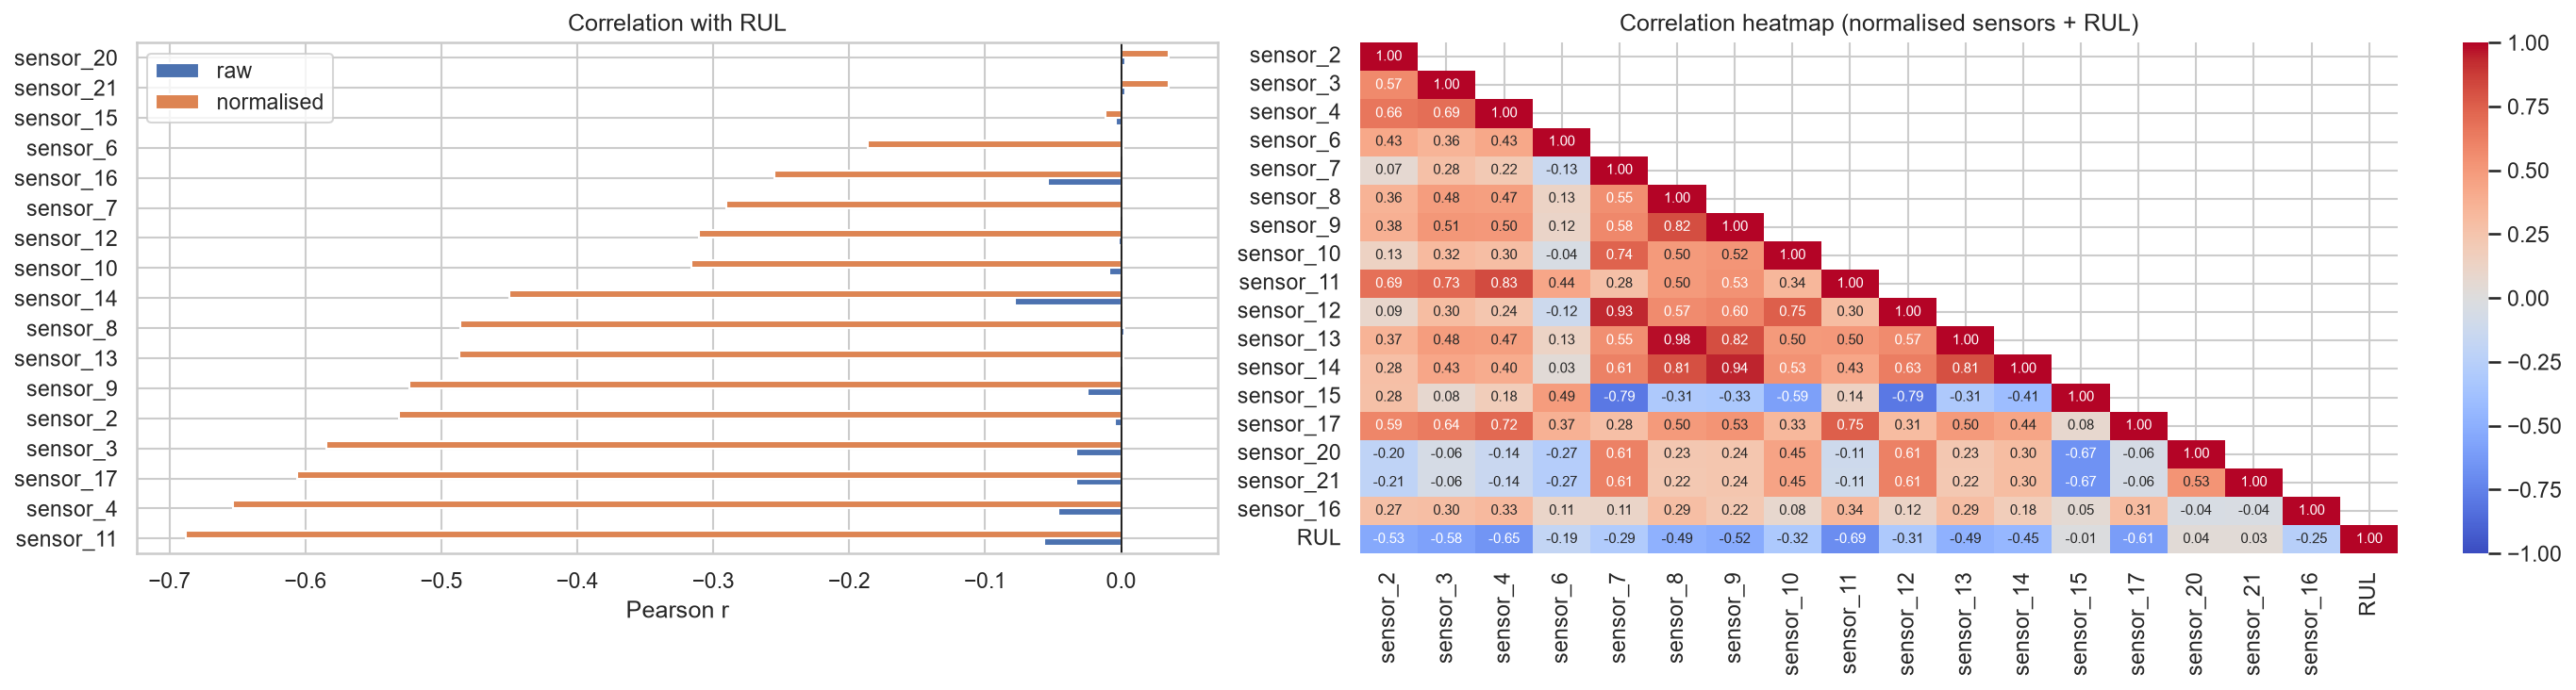 Correlation with RUL
raw
normalised
sensor_20
sensor_21
sensor_15
sensor_6
sensor_16
sensor_7
sensor_12
sensor_10
sensor_14
sensor_8
sensor_13
sensor_9
sensor_2
sensor_3
sensor_17
sensor_4
sensor_11
−0.7 −0.6 −0.5 −0.4 −0.3 −0.2 −0.1 0.0
Pearson r
Correlation heatmap (normalised sensors + RUL)
sensor_2 1.00
sensor_3 0.57 1.00
sensor_4 0.66 0.69 1.00
sensor_6 0.43 0.36 0.43 1.00
sensor_7 0.07 0.28 0.22 -0.13 1.00
sensor_8 0.36 0.48 0.47 0.13 0.55 1.00
sensor_9 0.38 0.51 0.50 0.12 0.58 0.82 1.00
sensor_10 0.13 0.32 0.30 -0.04 0.74 0.50 0.52 1.00
sensor_11 0.69 0.73 0.83 0.44 0.28 0.50 0.53 0.34 1.00
sensor_12 0.09 0.30 0.24 -0.12 0.93 0.57 0.60 0.75 0.30 1.00
sensor_13 0.37 0.48 0.47 0.13 0.55 0.98 0.82 0.50 0.50 0.57 1.00
sensor_14 0.28 0.43 0.40 0.03 0.61 0.81 0.94 0.53 0.43 0.63 0.81 1.00
sensor_15 0.28 0.08 0.18 0.49 -0.79 -0.31 -0.33 -0.59 0.14 -0.79 -0.31 -0.41 1.00
sensor_17 0.59 0.64 0.72 0.37 0.28 0.50 0.53 0.33 0.75 0.31 0.50 0.44 0.08 1.00
sensor_20 -0.20 -0.06 -0.14 -0.27 0.61 0.23 0.24 0.45 -0.11 0.61 0.23 0.30 -0.67 -0.06 1.00
sensor_21 -0.21 -0.06 -0.14 -0.27 0.61 0.22 0.24 0.45 -0.11 0.61 0.22 0.30 -0.67 -0.06 0.53 1.00
sensor_16 0.27 0.30 0.33 0.11 0.11 0.29 0.22 0.08 0.34 0.12 0.29 0.18 0.05 0.31 -0.04 -0.04 1.00
RUL -0.53 -0.58 -0.65 -0.19 -0.29 -0.49 -0.52 -0.32 -0.69 -0.31 -0.49 -0.45 -0.01 -0.61 0.04 0.03 -0.25 1.00
sensor_2
sensor_3
sensor_4
sensor_6
sensor_7
sensor_8
sensor_9
sensor_10
sensor_11
sensor_12
sensor_13
sensor_14
sensor_15
sensor_17
sensor_20
sensor_21
sensor_16
RUL
1.00
0.75
0.50
0.25
0.00
−0.25
−0.50
−0.75
−1.00